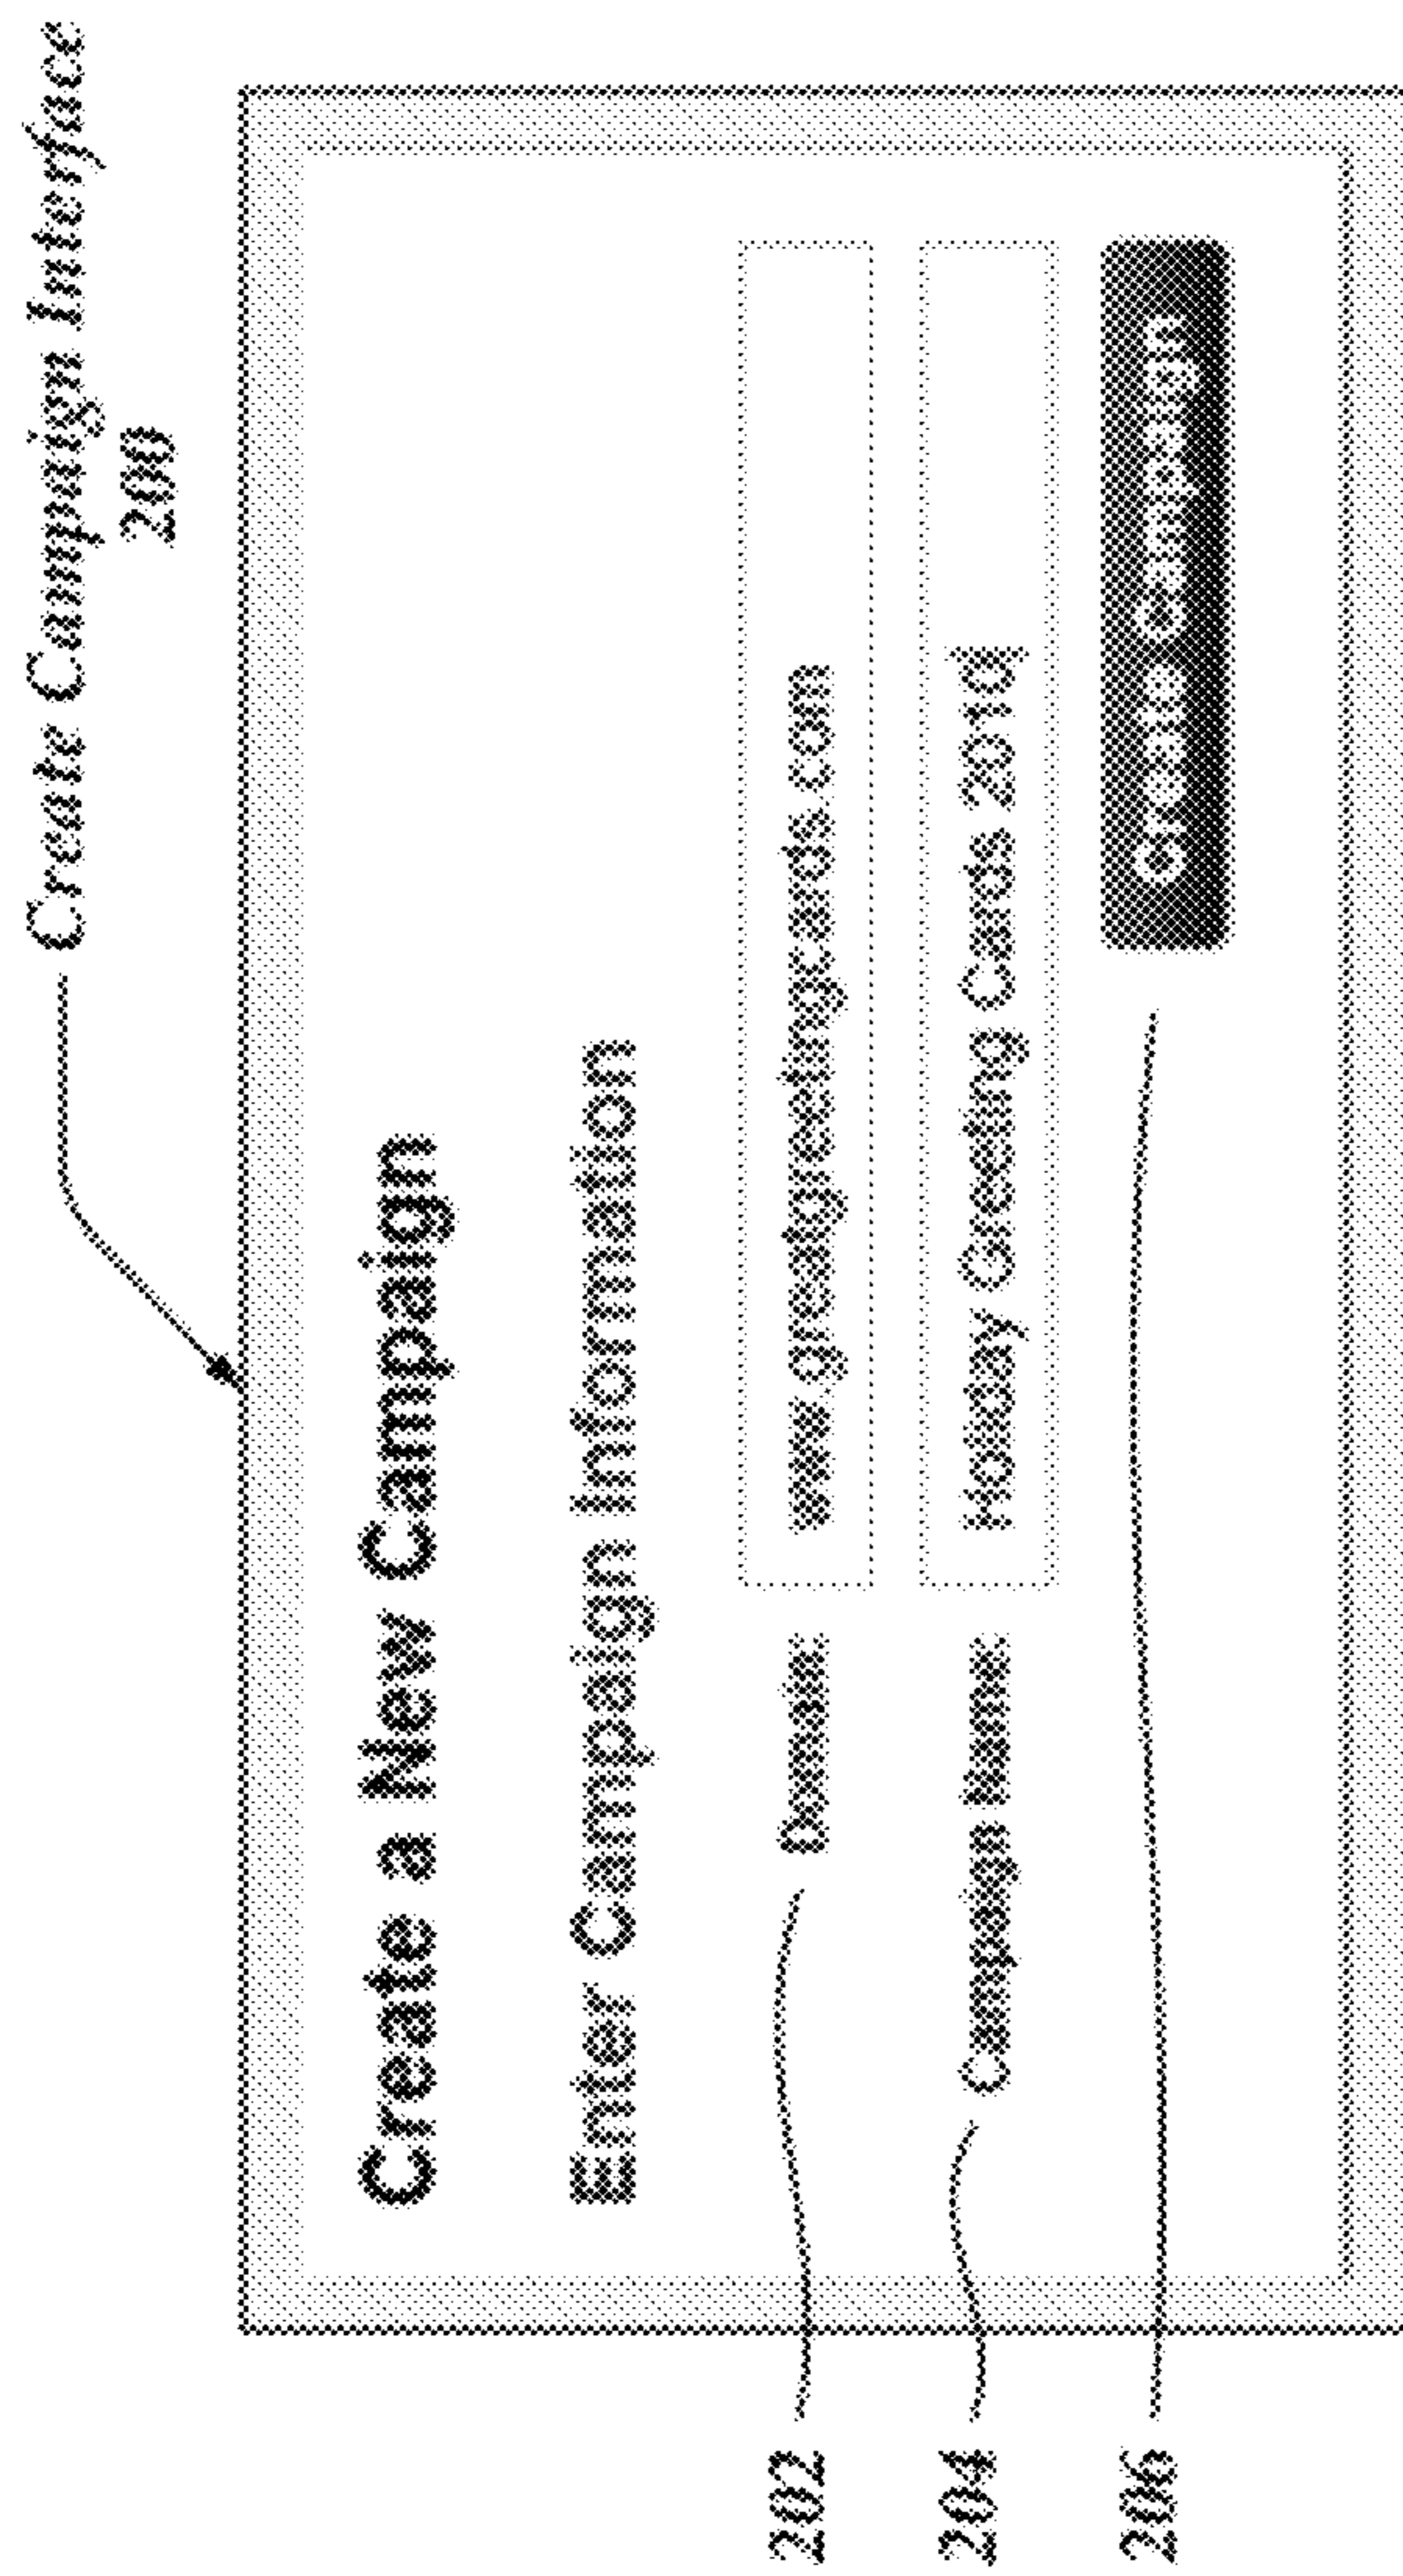 Create Campaign Interface
200
Create a New Campaign
Enter Campaign Information
202 Domain: www.greatgreetingcards.com
204 Campaign Name: Holiday Greeting Cards 2010
206 Create Campaign